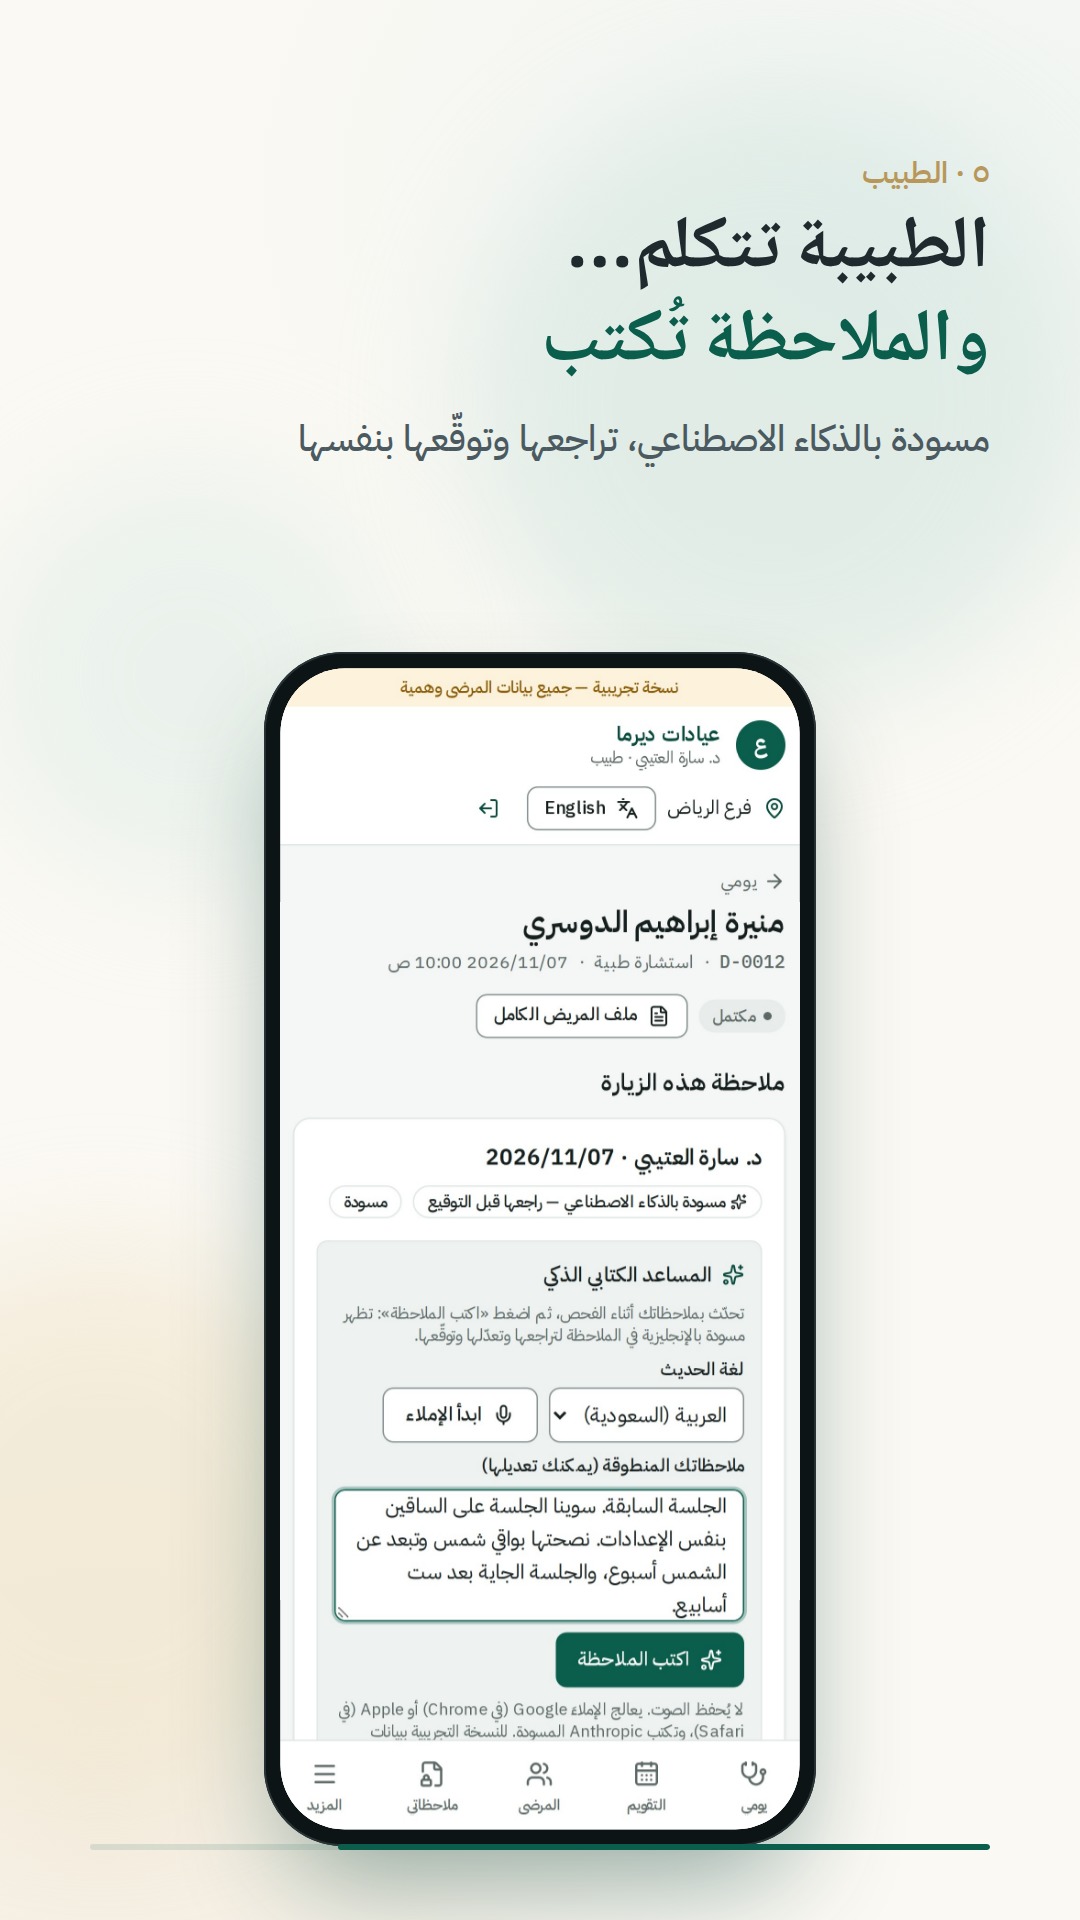 ٥ · الطبيب
الطبيبة تتكلم...
والملاحظة تُكتب
مسودة بالذكاء الاصطناعي، تراجعها وتوقّعها بنفسها
نسخة تجريبية — جميع بيانات المرضى وهمية
ع
عيادات ديرما
د. سارة العتيبي · طبيب
فرع الرياض
English
يومي
منيرة إبراهيم الدوسري
D-0012 · استشارة طبية · 2026/11/07 10:00 ص
مكتمل
ملف المريض الكامل
ملاحظة هذه الزيارة
د. سارة العتيبي · 2026/11/07
مسودة بالذكاء الاصطناعي — راجعها قبل التوقيع
مسودة
المساعد الكتابي الذكي
تحدّث بملاحظاتك أثناء الفحص، ثم اضغط «اكتب الملاحظة»: تظهر
مسودة بالإنجليزية في الملاحظة لتراجعها وتعدّلها وتوقّعها.
لغة الحديث
العربية (السعودية)
ابدأ الإملاء
ملاحظاتك المنطوقة (يمكنك تعديلها)
الجلسة السابقة. سوينا الجلسة على الساقين
بنفس الإعدادات. نصحتها بواقي شمس وتبعد عن
الشمس أسبوع، والجلسة الجاية بعد ست
أسابيع.
اكتب الملاحظة
لا يُحفظ الصوت. يعالج الإملاء Google (في Chrome) أو Apple (في
Safari)، وتكتب Anthropic المسودة. للنسخة التجريبية ببيانات
يومي
التقويم
المرضى
ملاحظاتي
المزيد